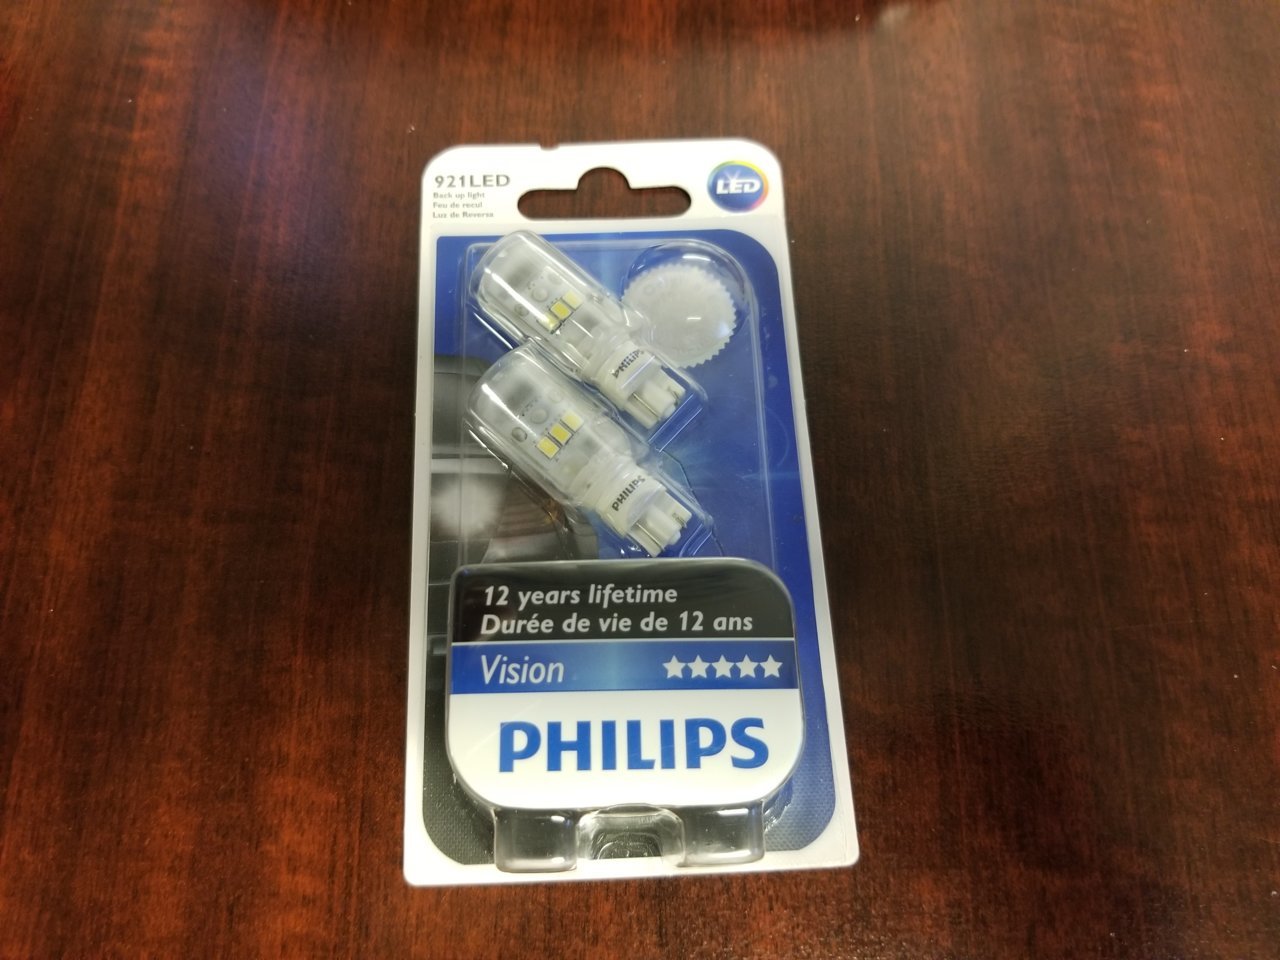 921LED
Back up light
Feu de recul
Luz de Reversa
LED
PHILIPS
PHILIPS
12 years lifetime
Durée de vie de 12 ans
Vision
PHILIPS